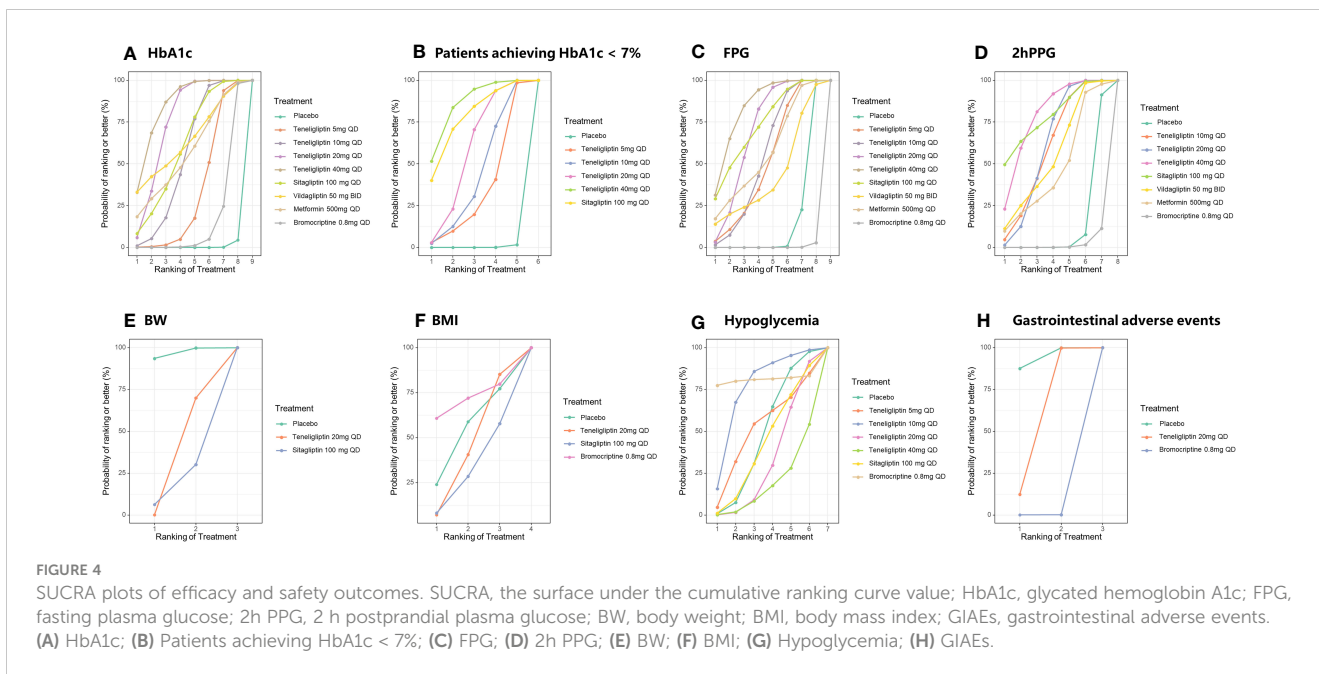 A HbA1c
Probability of ranking or better (%)
100
75
50
25
0
1 2 3 4 5 6 7 8 9
Ranking of Treatment
Treatment
Placebo
Teneligliptin 5mg QD
Teneligliptin 10mg QD
Teneligliptin 20mg QD
Teneligliptin 40mg QD
Sitagliptin 100 mg QD
Vildagliptin 50 mg BID
Metformin 500mg QD
Bromocriptine 0.8mg QD
B Patients achieving HbA1c < 7%
Probability of ranking or better (%)
100
75
50
25
0
1 2 3 4 5 6
Ranking of Treatment
Treatment
Placebo
Teneligliptin 5mg QD
Teneligliptin 10mg QD
Teneligliptin 20mg QD
Teneligliptin 40mg QD
Sitagliptin 100 mg QD
C FPG
Probability of ranking or better (%)
100
75
50
25
0
1 2 3 4 5 6 7 8 9
Ranking of Treatment
Treatment
Placebo
Teneligliptin 5mg QD
Teneligliptin 10mg QD
Teneligliptin 20mg QD
Teneligliptin 40mg QD
Sitagliptin 100 mg QD
Vildagliptin 50 mg BID
Metformin 500mg QD
Bromocriptine 0.8mg QD
D 2hPPG
Probability of ranking or better (%)
100
75
50
25
0
1 2 3 4 5 6 7 8
Ranking of Treatment
Treatment
Placebo
Teneligliptin 10mg QD
Teneligliptin 20mg QD
Teneligliptin 40mg QD
Sitagliptin 100 mg QD
Vildagliptin 50 mg BID
Metformin 500mg QD
Bromocriptine 0.8mg QD
E BW
Probability of ranking or better (%)
100
75
50
25
0
1 2 3
Ranking of Treatment
Treatment
Placebo
Teneligliptin 20mg QD
Sitagliptin 100 mg QD
F BMI
Probability of ranking or better (%)
100
75
50
25
1 2 3 4
Ranking of Treatment
Treatment
Placebo
Teneligliptin 20mg QD
Sitagliptin 100 mg QD
Bromocriptine 0.8mg QD
G Hypoglycemia
Probability of ranking or better (%)
100
75
50
25
0
1 2 3 4 5 6 7
Ranking of Treatment
Treatment
Placebo
Teneligliptin 5mg QD
Teneligliptin 10mg QD
Teneligliptin 20mg QD
Teneligliptin 40mg QD
Sitagliptin 100 mg QD
Bromocriptine 0.8mg QD
H Gastrointestinal adverse events
Probability of ranking or better (%)
100
75
50
25
0
1 2 3
Ranking of Treatment
Treatment
Placebo
Teneligliptin 20mg QD
Bromocriptine 0.8mg QD
FIGURE 4
SUCRA plots of efficacy and safety outcomes. SUCRA, the surface under the cumulative ranking curve value; HbA1c, glycated hemoglobin A1c; FPG,
fasting plasma glucose; 2h PPG, 2 h postprandial plasma glucose; BW, body weight; BMI, body mass index; GIAEs, gastrointestinal adverse events.
(A) HbA1c; (B) Patients achieving HbA1c < 7%; (C) FPG; (D) 2h PPG; (E) BW; (F) BMI; (G) Hypoglycemia; (H) GIAEs.